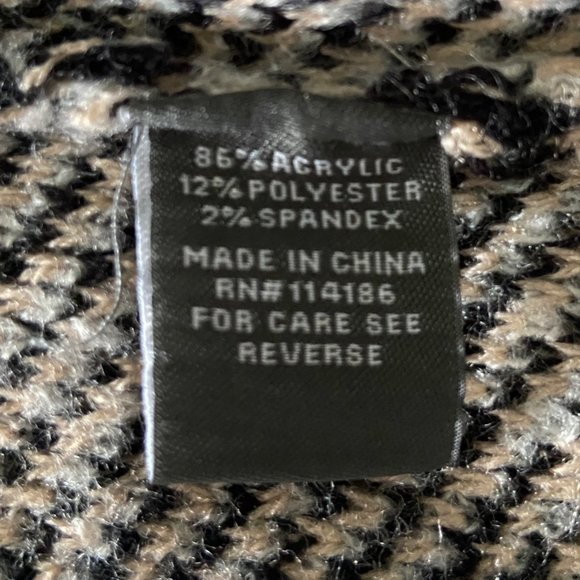 86% ACRYLIC
12% POLYESTER
2% SPANDEX
MADE IN CHINA
RN# 114186
FOR CARE SEE
REVERSE